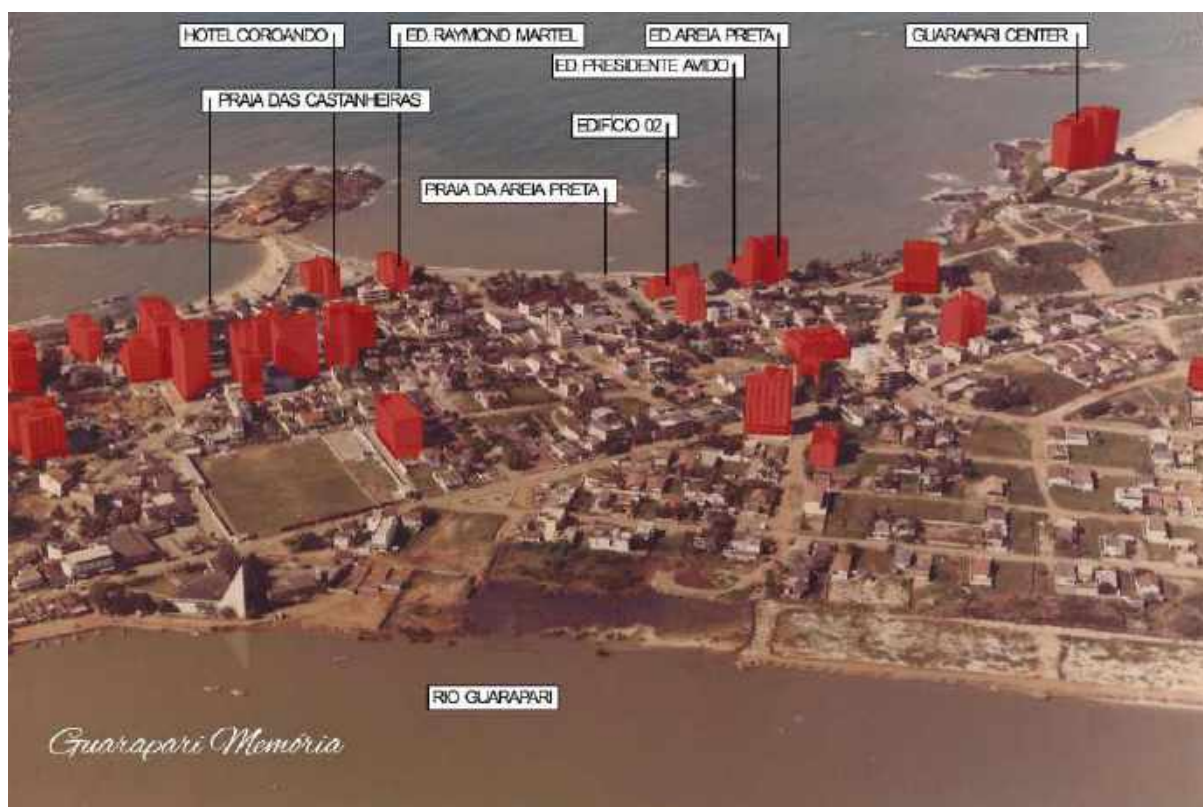 HOTEL COROANDO
ED. RAYMOND MARTEL
ED. AREIA PRETA
GUARAPARI CENTER
ED. PRESIDENTE AVIDO
PRAIA DAS CASTANHEIRAS
EDIFÍCIO 02
PRAIA DA AREIA PRETA
RIO GUARAPARI
Guarapari Memória